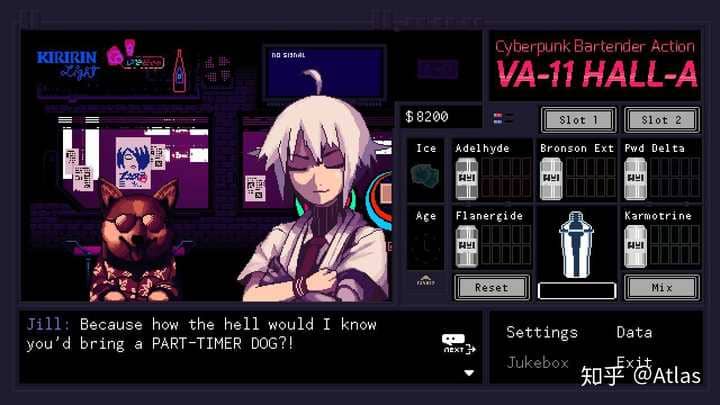 KIRIRIN
Light
no signal
Cyberpunk Bartender Action
VA-11 HALL-A
$8200
Slot 1
Slot 2
Ice
Adelhyde
Bronson Ext
Pwd Delta
Age
Flanergide
Karmotrine
Reset
Mix
Jill: Because how the hell would I know
you'd bring a PART-TIMER DOG?!
NEXT
Settings
Data
Jukebox
Exit
知乎 @Atlas